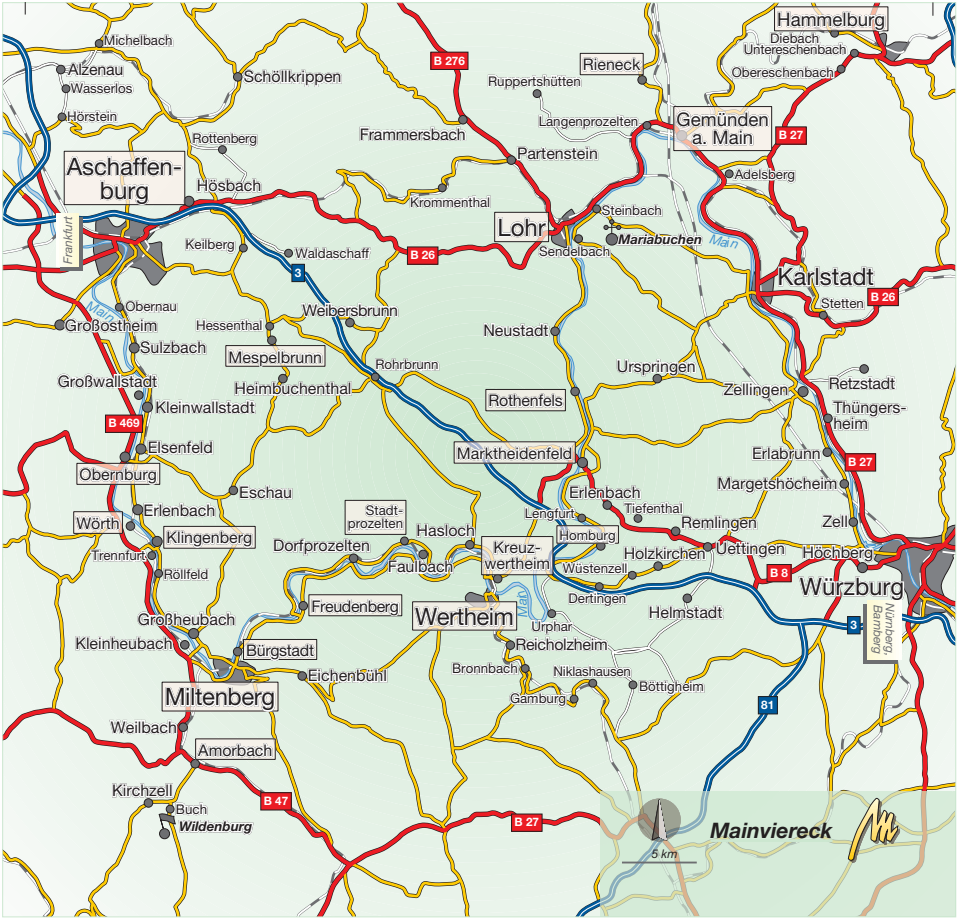 Hammelburg
Diebach
Untereschenbach
Obereschenbach
Michelbach
Alzenau
Wasserlos
Hörstein
Schöllkrippen
B 276
Rieneck
Ruppertshütten
Langenprozelten
Gemünden
a. Main
B 27
Rottenberg
Frammersbach
Partenstein
Adelsberg
Aschaffen-
burg
Hösbach
Krommenthal
Lohr
Steinbach
Mariabuchen
Sendelbach
Main
Frankfurt
Keilberg
Waldaschaff
B 26
3
Karlstadt
Stetten
B 26
Main
Obernau
Großostheim
Hessenthal
Weibersbrunn
Neustadt
Sulzbach
Mespelbrunn
Rohrbrunn
Urspringen
Großwallstadt
Heimbuchenthal
Zellingen
Retzstadt
Kleinwallstadt
Rothenfels
Thüngers-
heim
B 469
Elsenfeld
Marktheidenfeld
Erlabrunn
B 27
Obernburg
Eschau
Erlenbach
Margetshöcheim
Erlenbach
Stadt-
prozelten
Lengfurt
Tiefenthal
Wörth
Klingenberg
Hasloch
Homburg
Remlingen
Zell
Trennfurt
Dorfprozelten
Faulbach
Kreuz-
wertheim
Holzkirchen
Uettingen
Höchberg
Röllfeld
Wüstenzell
B 8
Würzburg
Freudenberg
Main
Dertingen
Großheubach
Wertheim
Urphar
Helmstadt
3
Nürnberg,
Bamberg
Kleinheubach
Bürgstadt
Reicholzheim
Eichenbühl
Bronnbach
Niklashausen
Miltenberg
Gamburg
Böttigheim
81
Weilbach
Amorbach
Kirchzell
B 47
Buch
B 27
Wildenburg
Mainviereck
5 km